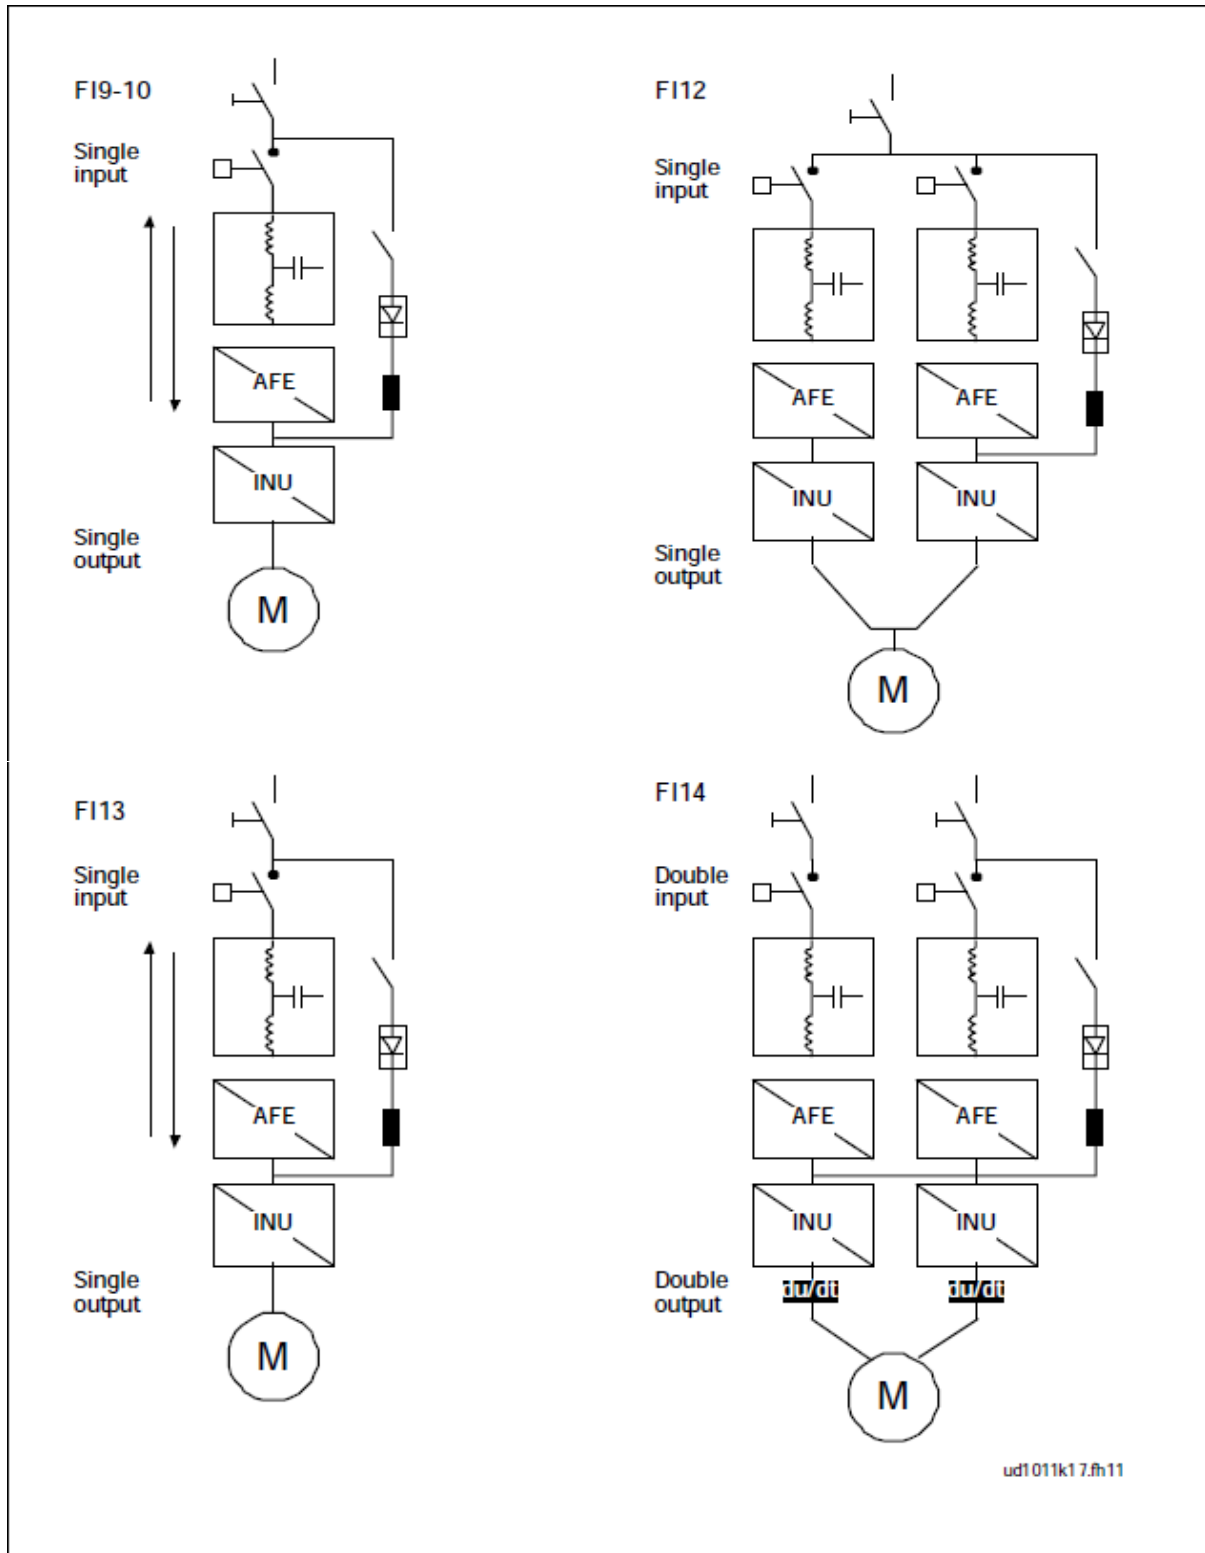 FI9-10
Single
input
AFE
INU
Single
output
M
FI12
Single
input
AFE AFE
INU INU
Single
output
M
FI13
Single
input
AFE
INU
Single
output
M
FI14
Double
input
AFE AFE
INU INU
Double
output
du/dt du/dt
M
ud1011k17.fh11